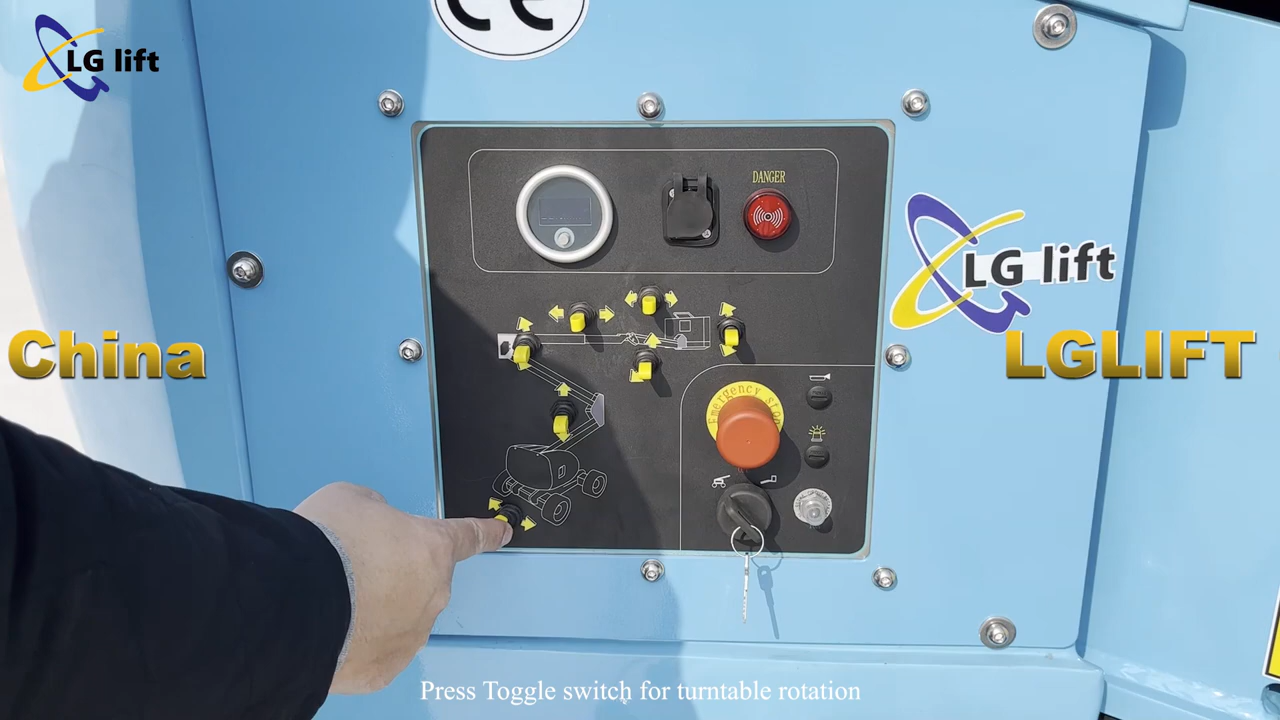 CE
LG lift
DANGER
LG lift
China
LGLIFT
Emergency stop
Press Toggle switch for turntable rotation